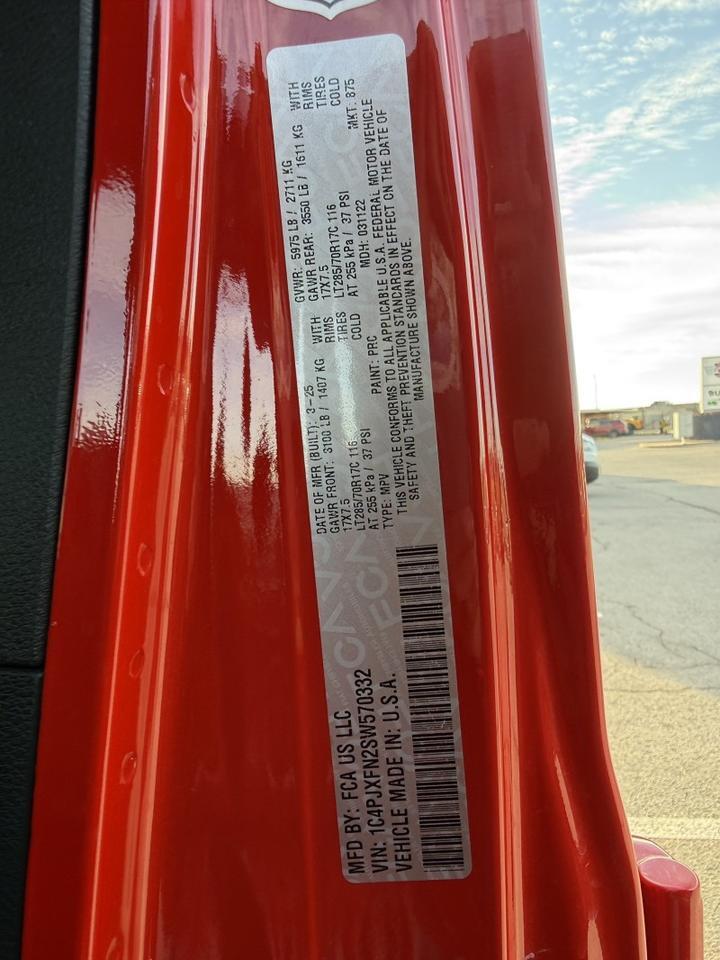 MFD BY: FCA US LLC
VIN: 1C4PJXFN2SW570332
VEHICLE MADE IN: U.S.A.
DATE OF MFR (BUILT): 3-25
GAWR FRONT: 3100 LB / 1407 KG WITH
17X7.5 RIMS
LT285/70R17C 116 TIRES
AT 255 kPa / 37 PSI COLD
GVWR: 5975 LB / 2711 KG
GAWR REAR: 3550 LB / 1611 KG WITH
17X7.5 RIMS
LT285/70R17C 116 TIRES
AT 255 kPa / 37 PSI COLD
MDH: 031122 MKT: 875
TYPE: MPV PAINT: PRC
THIS VEHICLE CONFORMS TO ALL APPLICABLE U.S.A. FEDERAL MOTOR VEHICLE
SAFETY AND THEFT PREVENTION STANDARDS IN EFFECT ON THE DATE OF
MANUFACTURE SHOWN ABOVE.